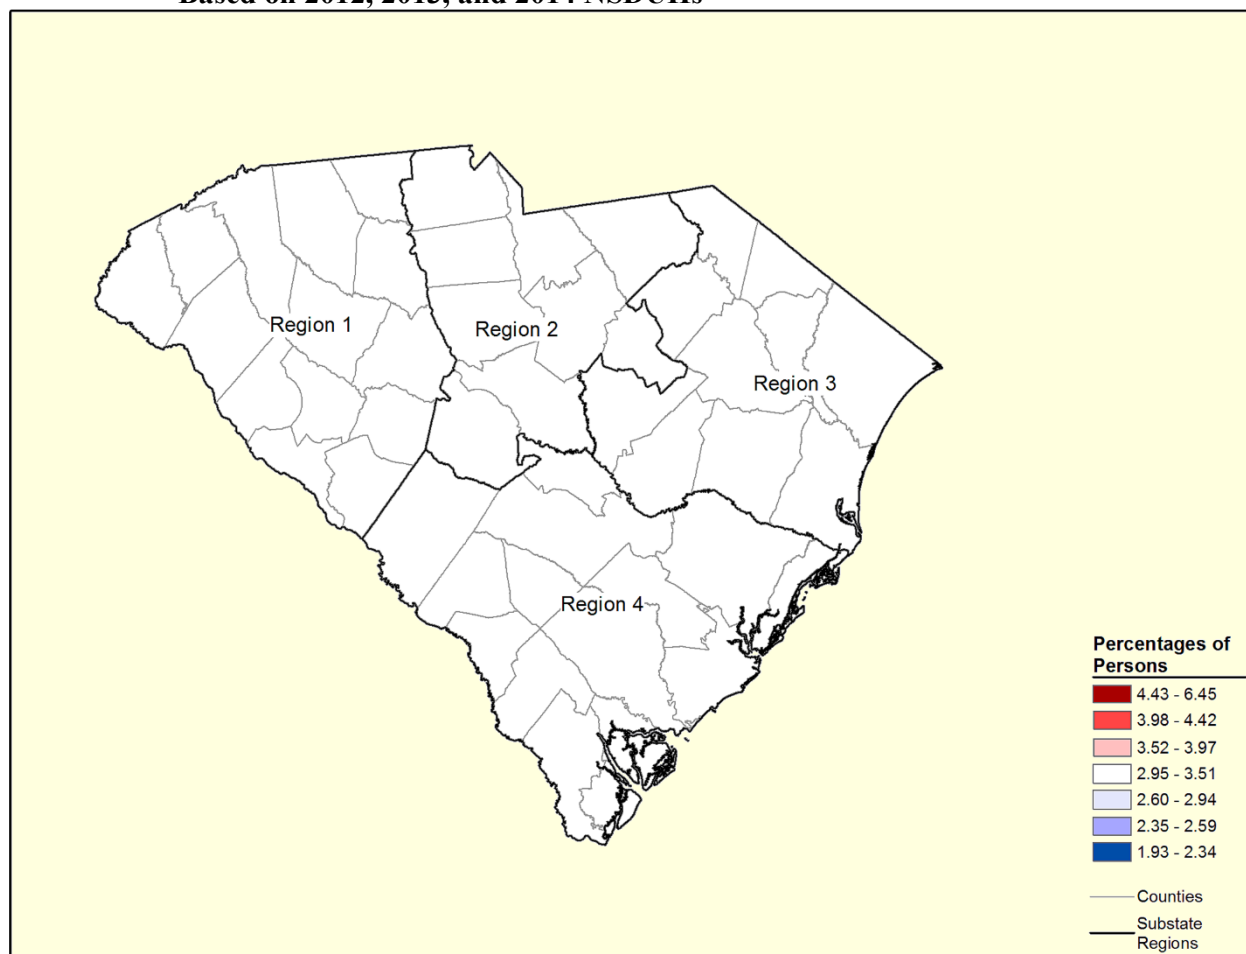 Based on 2012, 2013, and 2014 NSDUHs
Region 1
Region 2
Region 3
Region 4
Percentages of
Persons
4.43 - 6.45
3.98 - 4.42
3.52 - 3.97
2.95 - 3.51
2.60 - 2.94
2.35 - 2.59
1.93 - 2.34
Counties
Substate
Regions